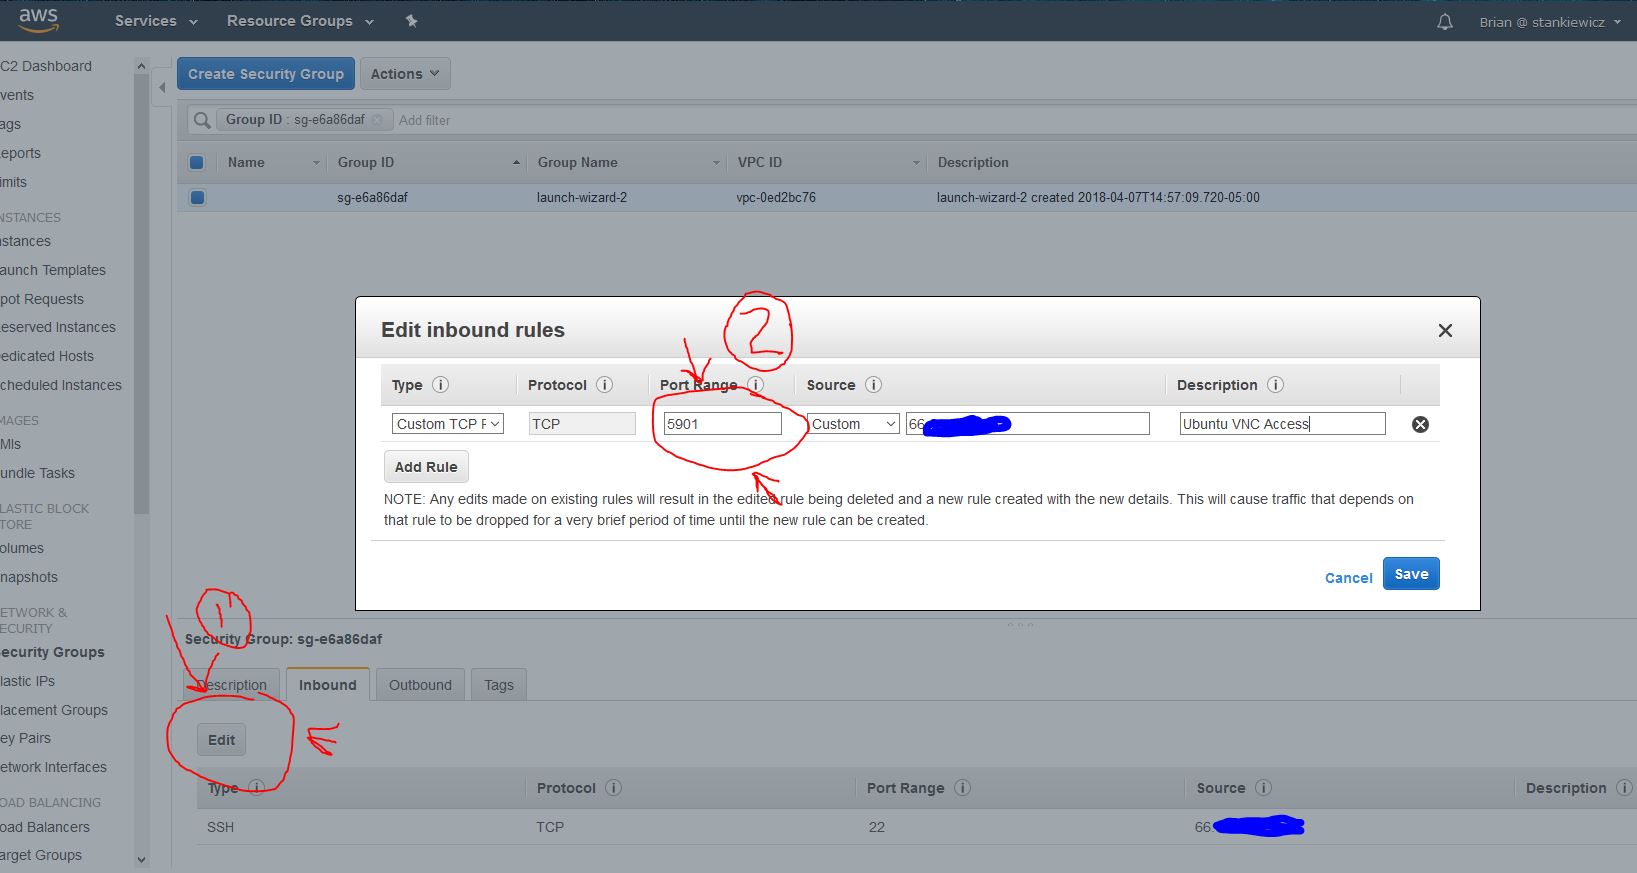 aws Services Resource Groups Brian @ stankiewicz
C2 Dashboard
vents
ags
eports
imits
NSTANCES
nstances
aunch Templates
pot Requests
eserved Instances
edicated Hosts
cheduled Instances
MAGES
MIs
undle Tasks
LASTIC BLOCK
TORE
olumes
napshots
ETWORK &
ECURITY
ecurity Groups
lastic IPs
lacement Groups
ey Pairs
etwork Interfaces
OAD BALANCING
oad Balancers
arget Groups
Create Security Group Actions
Group ID : sg-e6a86daf Add filter
Name Group ID Group Name VPC ID Description
sg-e6a86daf launch-wizard-2 vpc-0ed2bc76 launch-wizard-2 created 2018-04-07T14:57:09.720-05:00
2
Edit inbound rules
Type Protocol Port Range Source Description
Custom TCP F TCP 5901 Custom 66 Ubuntu VNC Access
Add Rule
NOTE: Any edits made on existing rules will result in the edited rule being deleted and a new rule created with the new details. This will cause traffic that depends on
that rule to be dropped for a very brief period of time until the new rule can be created.
Cancel Save
1
Security Group: sg-e6a86daf
Description Inbound Outbound Tags
Edit
Type Protocol Port Range Source Description
SSH TCP 22 66